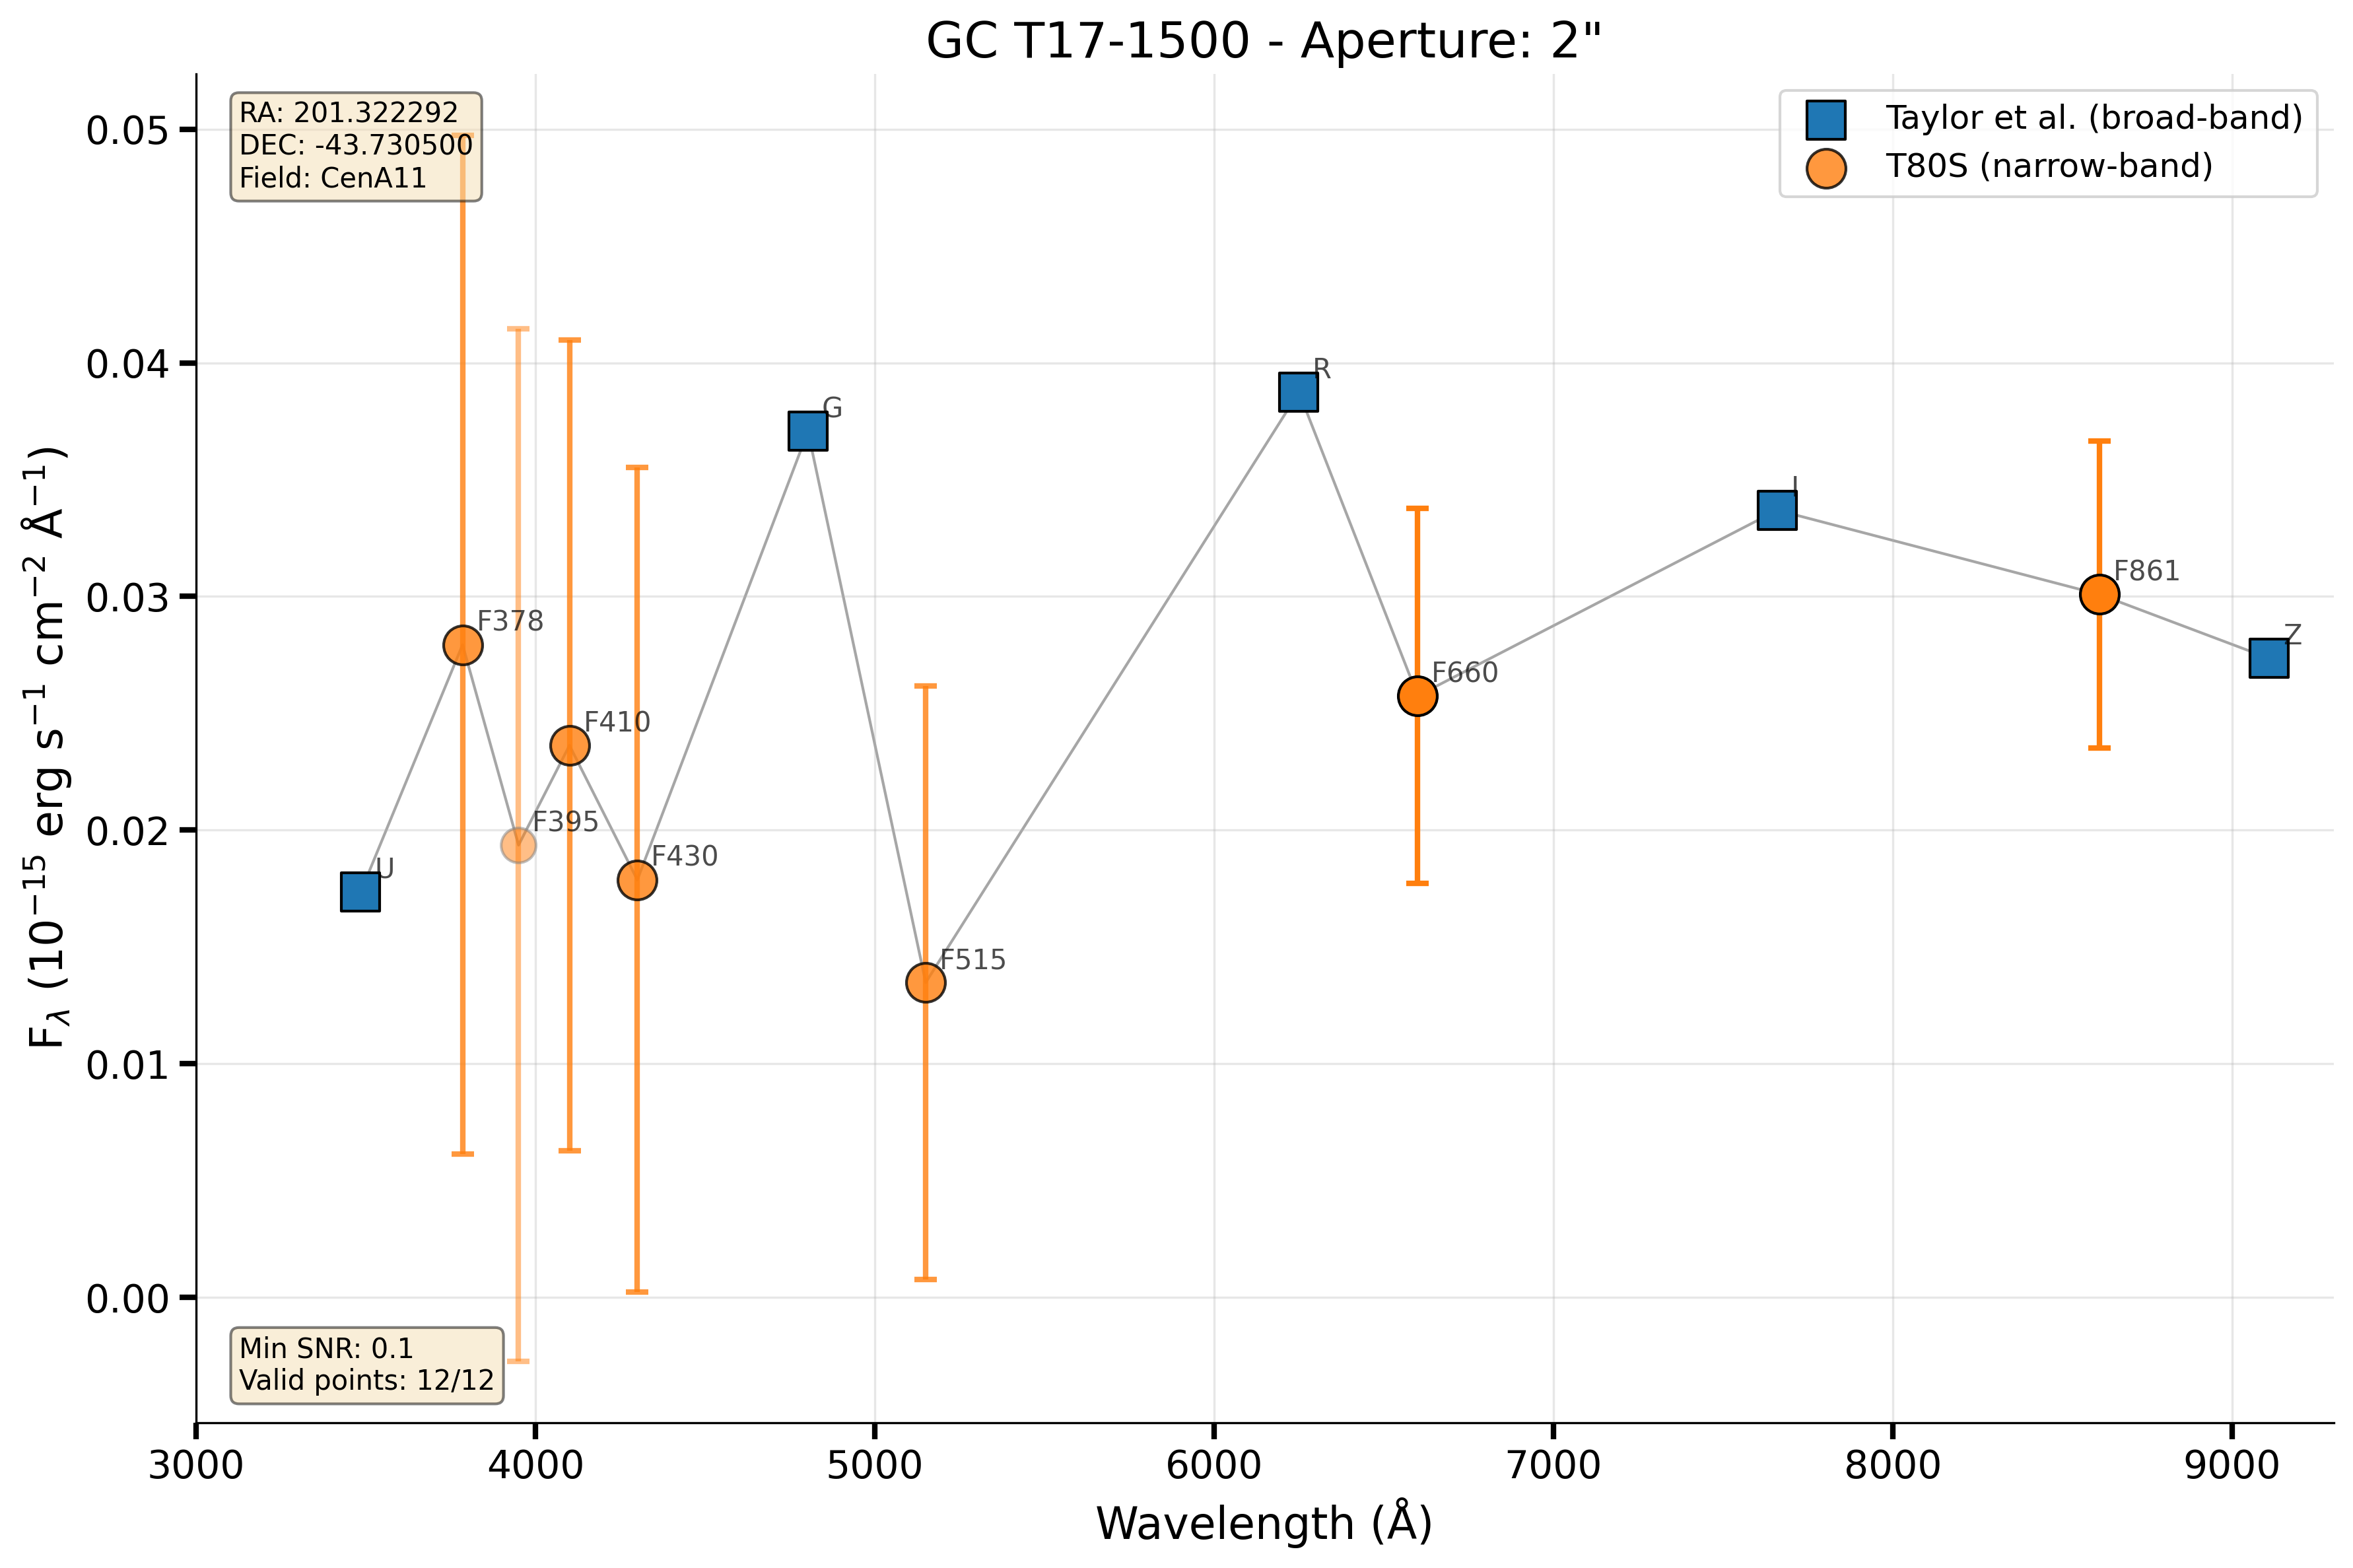 GC T17-1500 - Aperture: 2"
RA: 201.322292
DEC: -43.730500
Field: CenA11
Taylor et al. (broad-band)
T80S (narrow-band)
0.05
0.04
0.03
0.02
0.01
0.00
F_λ (10⁻¹⁵ erg s⁻¹ cm⁻² Å⁻¹)
U
F378
F395
F410
F430
G
F515
R
F660
I
F861
Z
Min SNR: 0.1
Valid points: 12/12
3000 4000 5000 6000 7000 8000 9000
Wavelength (Å)